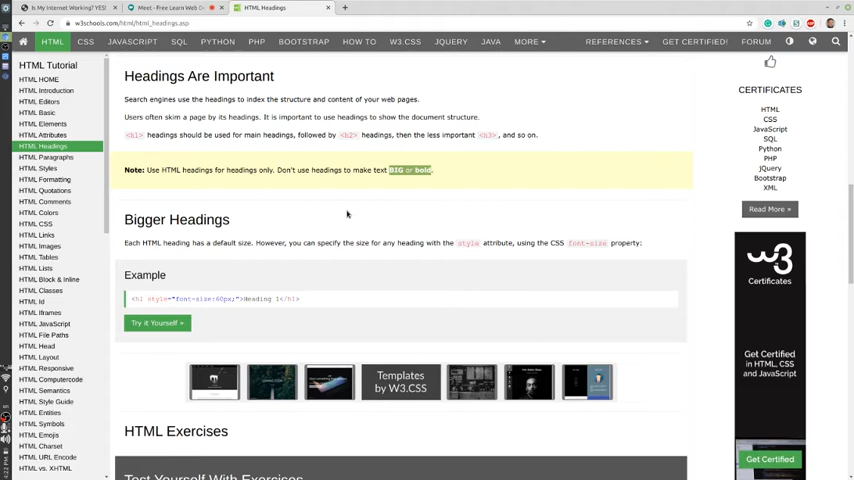 Is My Internet Working? YES!
Meet - Free Learn Web D
HTML Headings
w3schools.com/html/html_headings.asp
HTML CSS JAVASCRIPT SQL PYTHON PHP BOOTSTRAP HOW TO W3.CSS JQUERY JAVA MORE REFERENCES GET CERTIFIED! FORUM
HTML Tutorial
HTML HOME
HTML Introduction
HTML Editors
HTML Basic
HTML Elements
HTML Attributes
HTML Headings
HTML Paragraphs
HTML Styles
HTML Formatting
HTML Quotations
HTML Comments
HTML Colors
HTML CSS
HTML Links
HTML Images
HTML Tables
HTML Lists
HTML Block & Inline
HTML Classes
HTML Id
HTML Iframes
HTML JavaScript
HTML File Paths
HTML Head
HTML Layout
HTML Responsive
HTML Computercode
HTML Semantics
HTML Style Guide
HTML Entities
HTML Symbols
HTML Emojis
HTML Charset
HTML URL Encode
HTML vs. XHTML
Headings Are Important
Search engines use the headings to index the structure and content of your web pages.
Users often skim a page by its headings. It is important to use headings to show the document structure.
<h1> headings should be used for main headings, followed by <h2> headings, then the less important <h3>, and so on.
Note: Use HTML headings for headings only. Don't use headings to make text BIG or bold.
Bigger Headings
Each HTML heading has a default size. However, you can specify the size for any heading with the style attribute, using the CSS font-size property:
Example
<h1 style="font-size:60px;">Heading 1</h1>
Try it Yourself »
Templates
by W3.CSS
HTML Exercises
Test Yourself With Exercises
CERTIFICATES
HTML
CSS
JavaScript
SQL
Python
PHP
jQuery
Bootstrap
XML
Read More »
w3
Certificates
Get Certified
in HTML, CSS
and JavaScript
Get Certified
4:22 PM